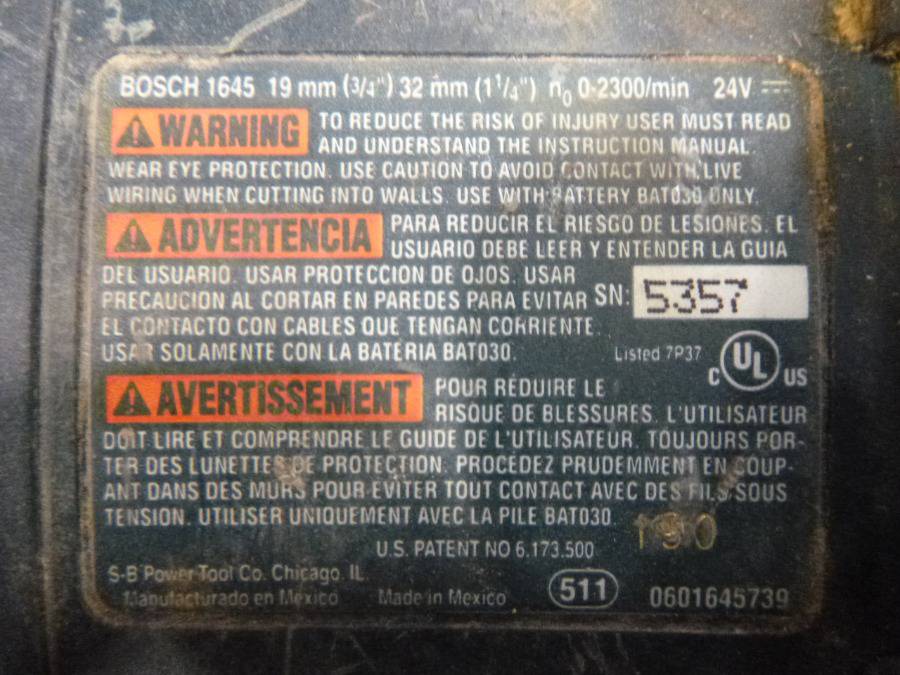 BOSCH 1645 19 mm (3/4") 32 mm (1 1/4") n0 0-2300/min 24V ⎓
WARNING TO REDUCE THE RISK OF INJURY USER MUST READ
AND UNDERSTAND THE INSTRUCTION MANUAL.
WEAR EYE PROTECTION. USE CAUTION TO AVOID CONTACT WITH LIVE
WIRING WHEN CUTTING INTO WALLS. USE WITH BATTERY BAT030 ONLY.
ADVERTENCIA PARA REDUCIR EL RIESGO DE LESIONES. EL
USUARIO DEBE LEER Y ENTENDER LA GUIA
DEL USUARIO. USAR PROTECCION DE OJOS. USAR
PRECAUCION AL CORTAR EN PAREDES PARA EVITAR SN: 5357
EL CONTACTO CON CABLES QUE TENGAN CORRIENTE.
USAR SOLAMENTE CON LA BATERIA BAT030. Listed 7P37 C UL US
AVERTISSEMENT POUR RÉDUIRE LE
RISQUE DE BLESSURES. L'UTILISATEUR
DOIT LIRE ET COMPRENDRE LE GUIDE DE L'UTILISATEUR. TOUJOURS POR-
TER DES LUNETTES DE PROTECTION. PROCÉDEZ PRUDEMMENT EN COUP-
ANT DANS DES MURS POUR EVITER TOUT CONTACT AVEC DES FILS SOUS
TENSION. UTILISER UNIQUEMENT AVEC LA PILE BAT030. 190
U.S. PATENT NO 6.173.500
S-B Power Tool Co. Chicago. IL.
Manufacturado en México Made in Mexico 511 0601645739